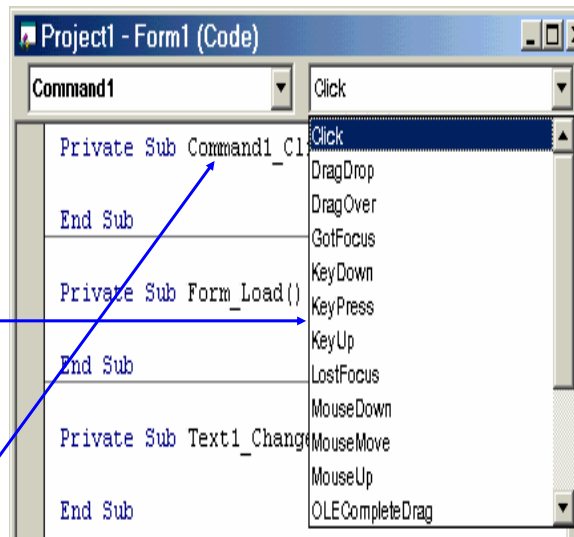 Project1 - Form1 (Code)
Command1
Click
Private Sub Command1_Cl
End Sub
Private Sub Form_Load()
End Sub
Private Sub Text1_Change
End Sub
Click
DragDrop
DragOver
GotFocus
KeyDown
KeyPress
KeyUp
LostFocus
MouseDown
MouseMove
MouseUp
OLECompleteDrag